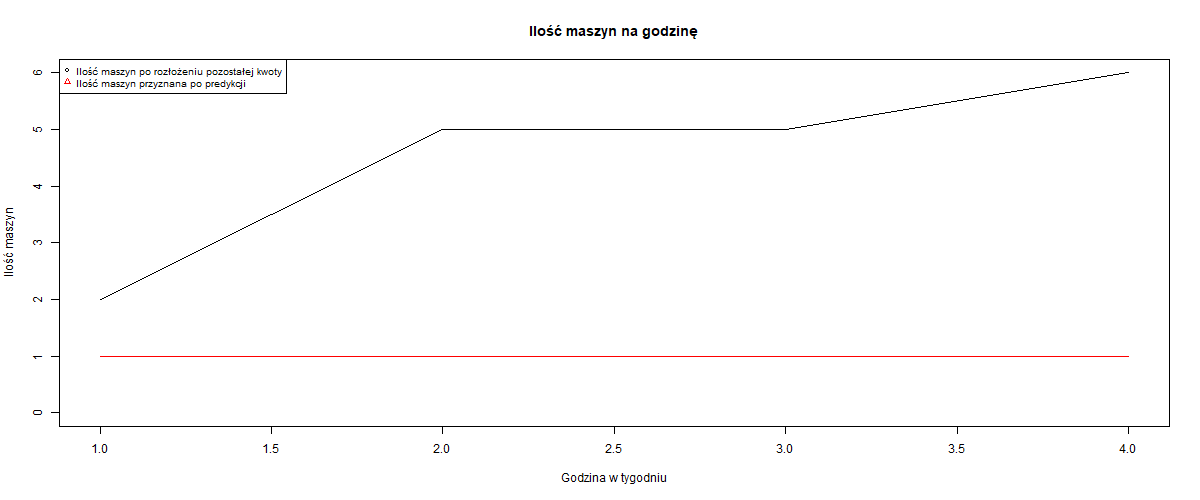 Ilość maszyn na godzinę
Ilość maszyn po rozłożeniu pozostałej kwoty
Ilość maszyn przyznana po predykcji
Ilość maszyn
6
5
4
3
2
1
0
1.0 1.5 2.0 2.5 3.0 3.5 4.0
Godzina w tygodniu